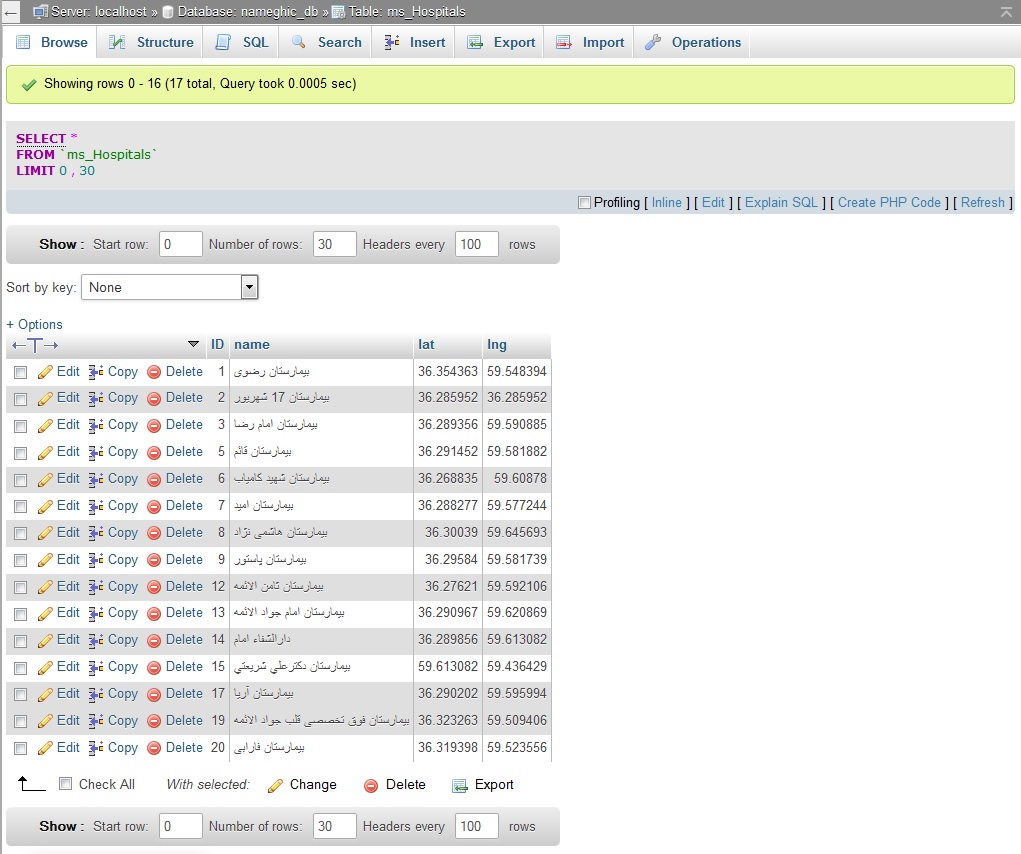 Server: localhost » Database: nameghic_db » Table: ms_Hospitals
Browse Structure SQL Search Insert Export Import Operations
Showing rows 0 - 16 (17 total, Query took 0.0005 sec)
SELECT *
FROM `ms_Hospitals`
LIMIT 0 , 30
Profiling [ Inline ] [ Edit ] [ Explain SQL ] [ Create PHP Code ] [ Refresh ]
Show : Start row: 0 Number of rows: 30 Headers every 100 rows
Sort by key: None
+ Options
ID name lat lng
Edit Copy Delete 1 بیمارستان رضوی 36.354363 59.548394
Edit Copy Delete 2 بیمارستان 17 شهریور 36.285952 36.285952
Edit Copy Delete 3 بیمارستان امام رضا 36.289356 59.590885
Edit Copy Delete 5 بیمارستان قائم 36.291452 59.581882
Edit Copy Delete 6 بیمارستان شهید کامیاب 36.268835 59.60878
Edit Copy Delete 7 بیمارستان امید 36.288277 59.577244
Edit Copy Delete 8 بیمارستان هاشمی نژاد 36.30039 59.645693
Edit Copy Delete 9 بیمارستان پاستور 36.29584 59.581739
Edit Copy Delete 12 بیمارستان ثامن الائمه 36.27621 59.592106
Edit Copy Delete 13 بیمارستان امام جواد الائمه 36.290967 59.620869
Edit Copy Delete 14 دارالشفاء امام 36.289856 59.613082
Edit Copy Delete 15 بیمارستان دکترعلي شريعتي 59.613082 59.436429
Edit Copy Delete 17 بیمارستان آریا 36.290202 59.595994
Edit Copy Delete 19 بیمارستان فوق تخصصی قلب جواد الائمه 36.323263 59.509406
Edit Copy Delete 20 بیمارستان فارابی 36.319398 59.523556
Check All With selected: Change Delete Export
Show : Start row: 0 Number of rows: 30 Headers every 100 rows